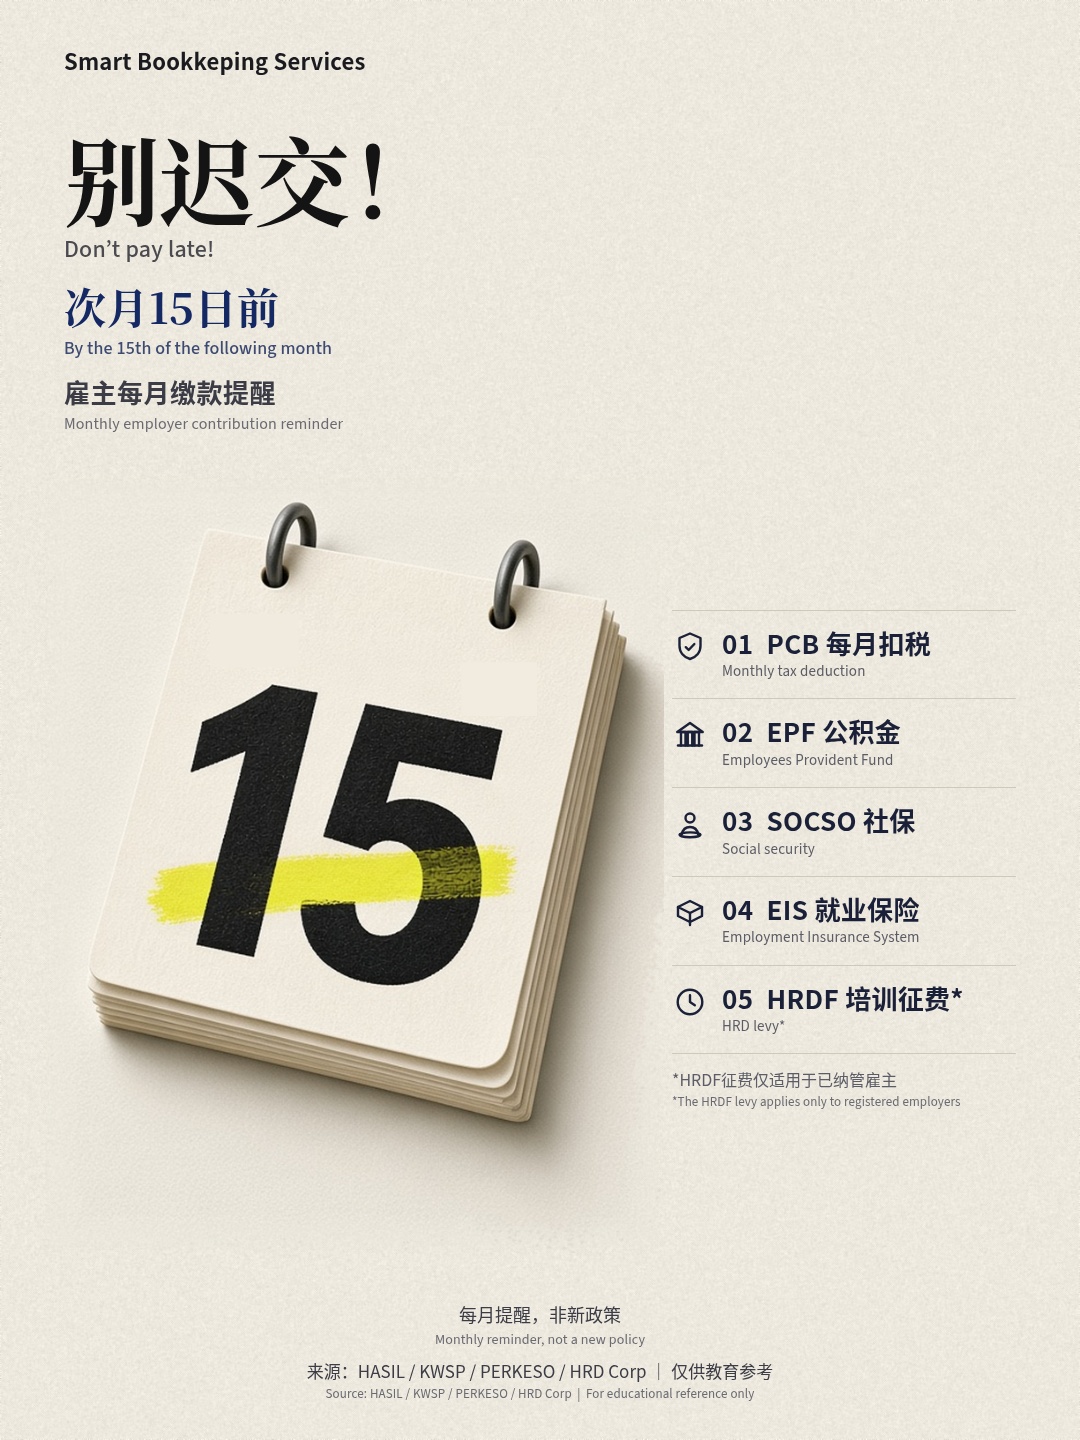 Smart Bookkeping Services
别迟交！
Don’t pay late!
次月15日前
By the 15th of the following month
雇主每月缴款提醒
Monthly employer contribution reminder
15
01 PCB 每月扣税
Monthly tax deduction
02 EPF 公积金
Employees Provident Fund
03 SOCSO 社保
Social security
04 EIS 就业保险
Employment Insurance System
05 HRDF 培训征费*
HRD levy*
*HRDF征费仅适用于已纳管雇主
*The HRDF levy applies only to registered employers
每月提醒，非新政策
Monthly reminder, not a new policy
来源：HASIL / KWSP / PERKESO / HRD Corp｜仅供教育参考
Source: HASIL / KWSP / PERKESO / HRD Corp | For educational reference only